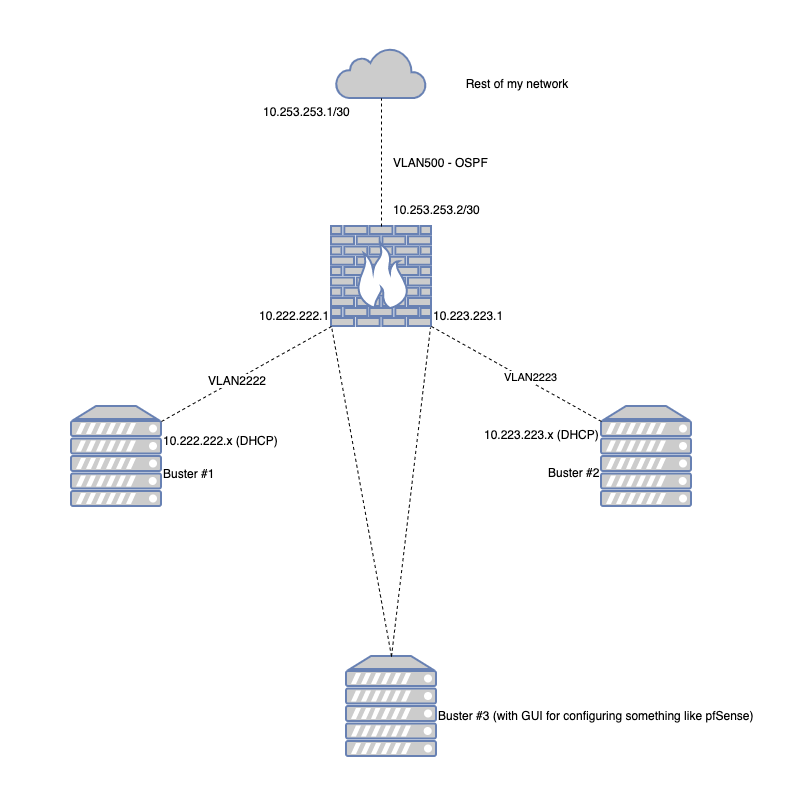 Rest of my network
10.253.253.1/30
VLAN500 - OSPF
10.253.253.2/30
10.222.222.1
10.223.223.1
VLAN2222
VLAN2223
10.222.222.x (DHCP)
10.223.223.x (DHCP)
Buster #1
Buster #2
Buster #3 (with GUI for configuring something like pfSense)